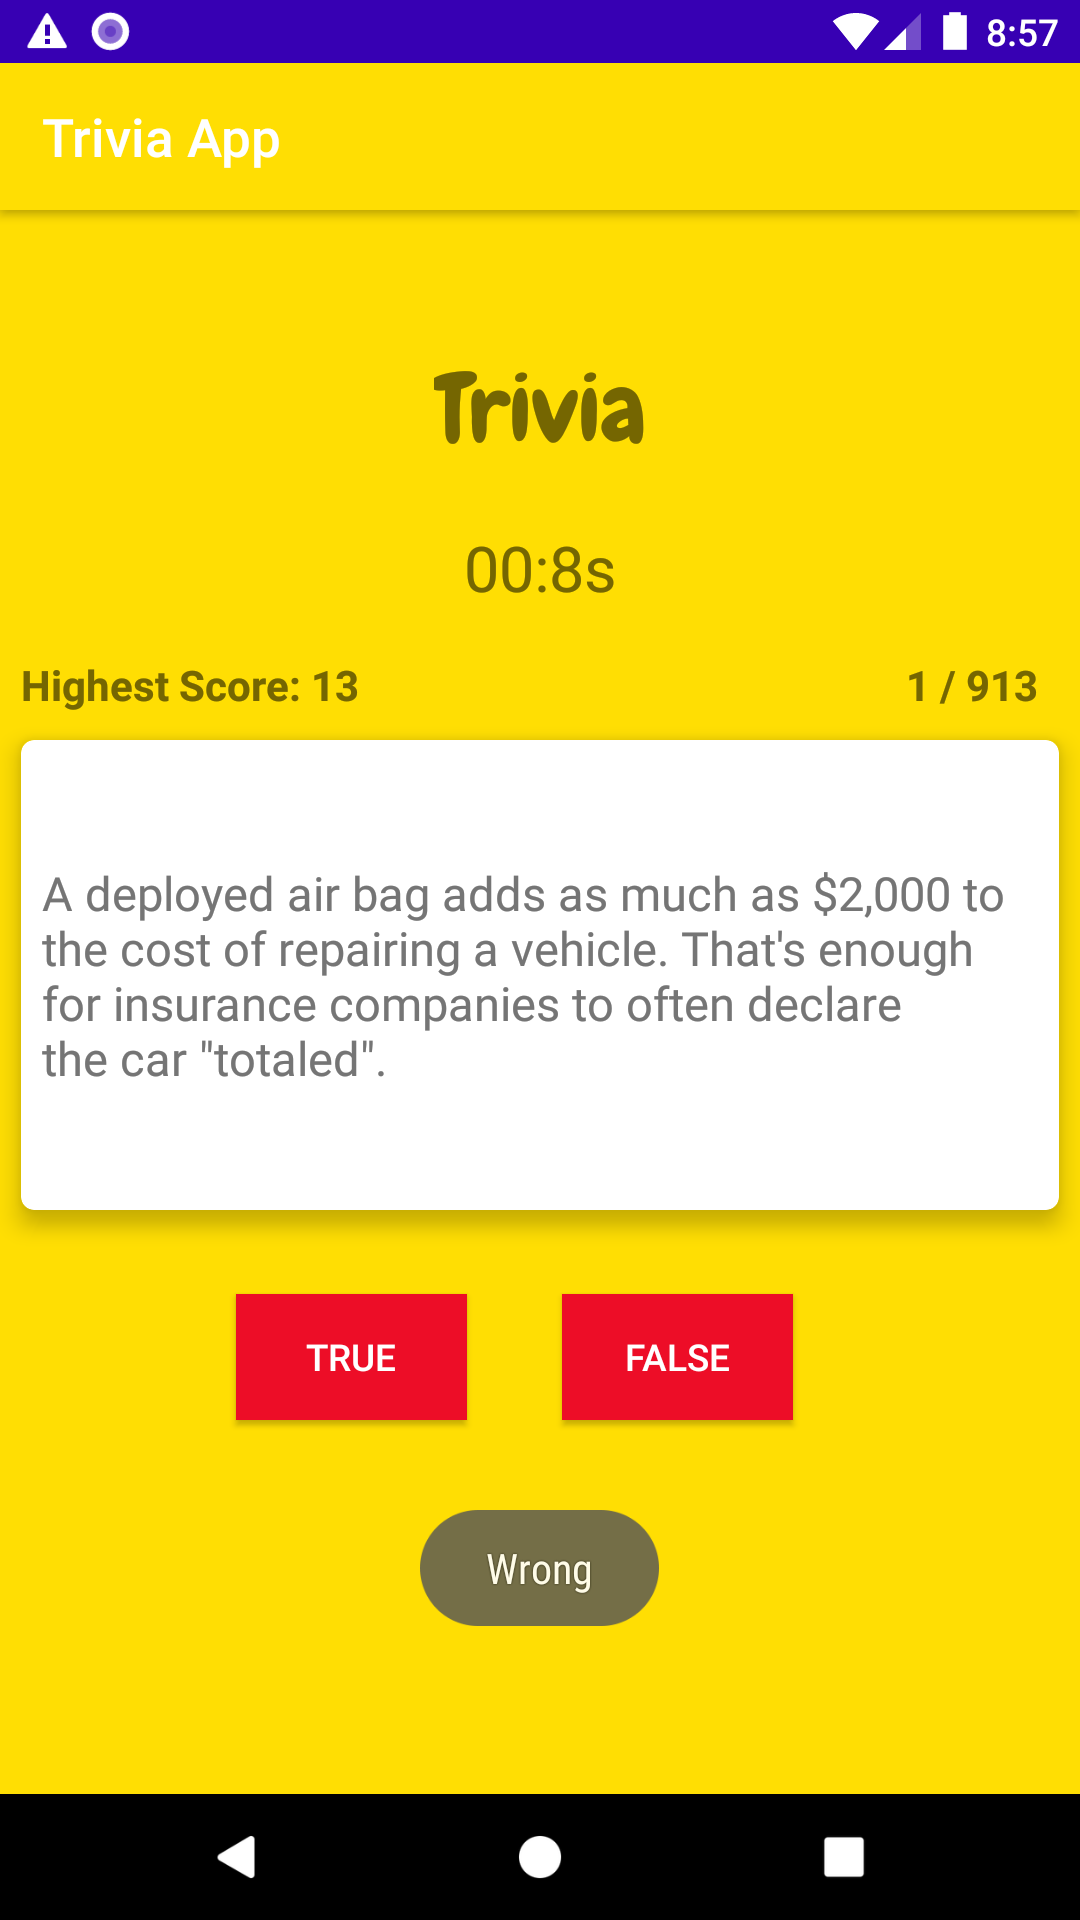 8:57
Trivia App
Trivia
00:8s
Highest Score: 13
1 / 913
A deployed air bag adds as much as $2,000 to
the cost of repairing a vehicle. That's enough
for insurance companies to often declare
the car "totaled".
TRUE
FALSE
Wrong